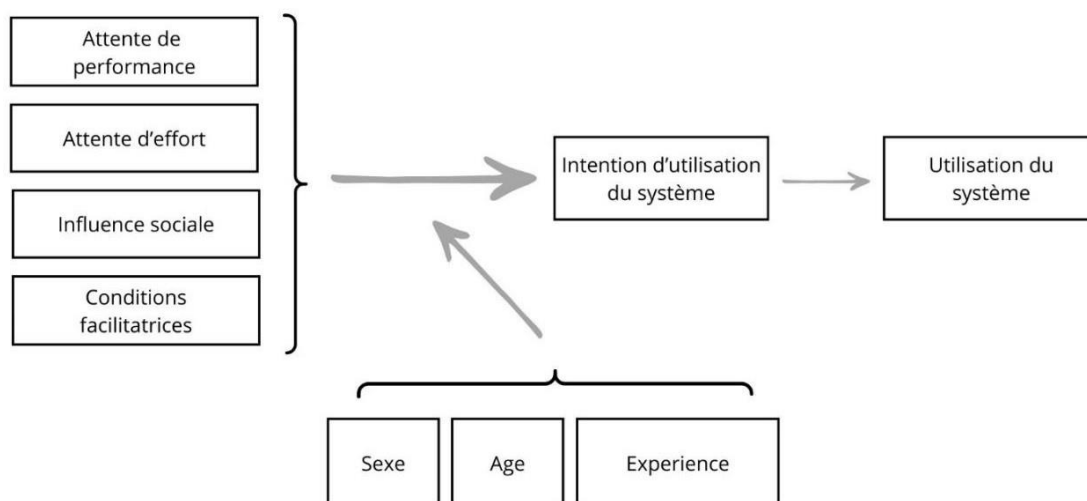 Attente de
performance
Attente d'effort
Influence sociale
Conditions
facilitatrices
Intention d'utilisation
du système
Utilisation du
système
Sexe
Age
Experience